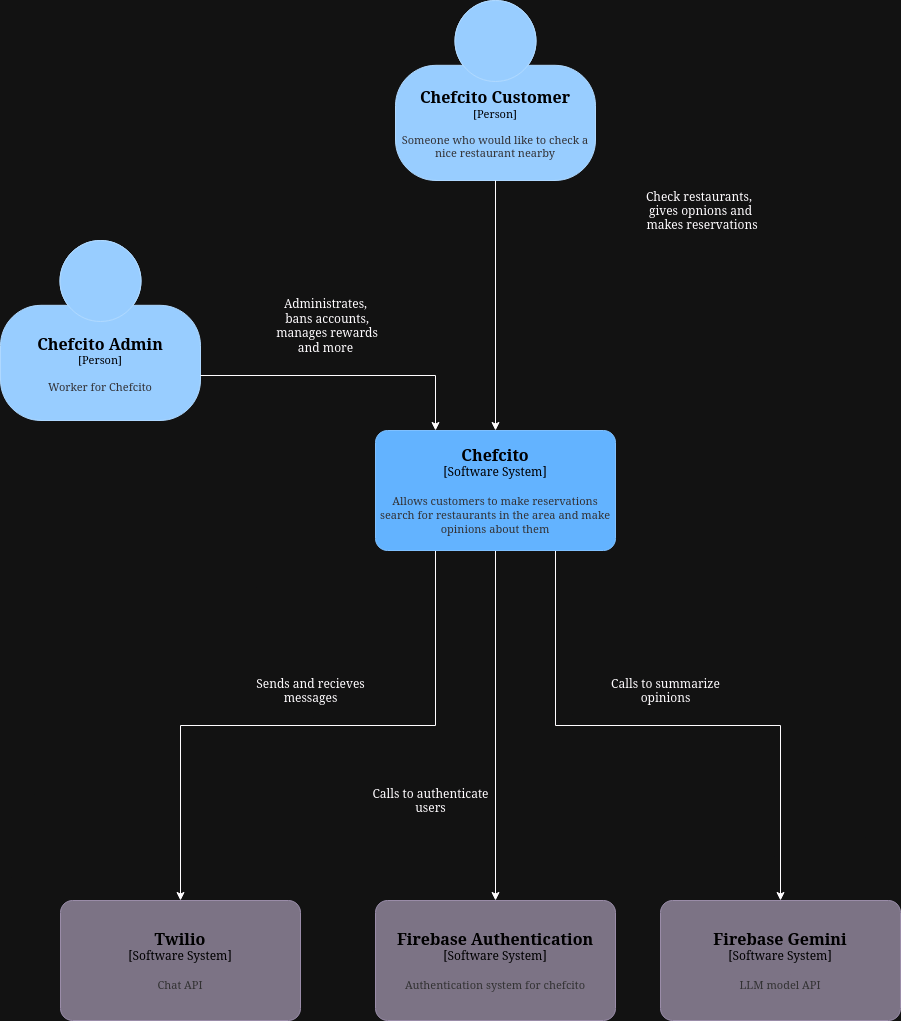 Chefcito Customer
[Person]
Someone who would like to check a
nice restaurant nearby
Check restaurants,
gives opnions and
makes reservations
Administrates,
bans accounts,
manages rewards
and more
Chefcito Admin
[Person]
Worker for Chefcito
Chefcito
[Software System]
Allows customers to make reservations
search for restaurants in the area and make
opinions about them
Sends and recieves
messages
Calls to summarize
opinions
Calls to authenticate
users
Twilio
[Software System]
Chat API
Firebase Authentication
[Software System]
Authentication system for chefcito
Firebase Gemini
[Software System]
LLM model API